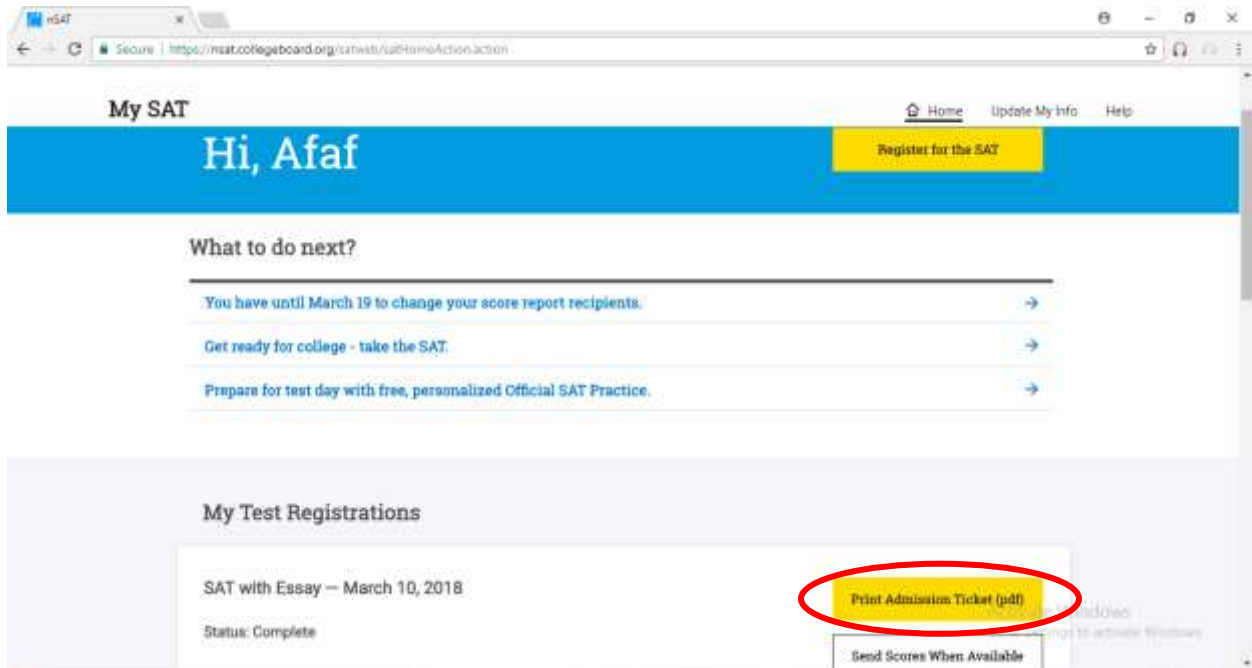 nSAT
Secure | https://nsat.collegeboard.org/satweb/satHomeAction.action
My SAT
Home Update My Info Help
Hi, Afaf
Register for the SAT
What to do next?
You have until March 19 to change your score report recipients.
Get ready for college - take the SAT.
Prepare for test day with free, personalized Official SAT Practice.
My Test Registrations
SAT with Essay — March 10, 2018
Print Admission Ticket (pdf)
Status: Complete
to activate Windows
Send Scores When Available